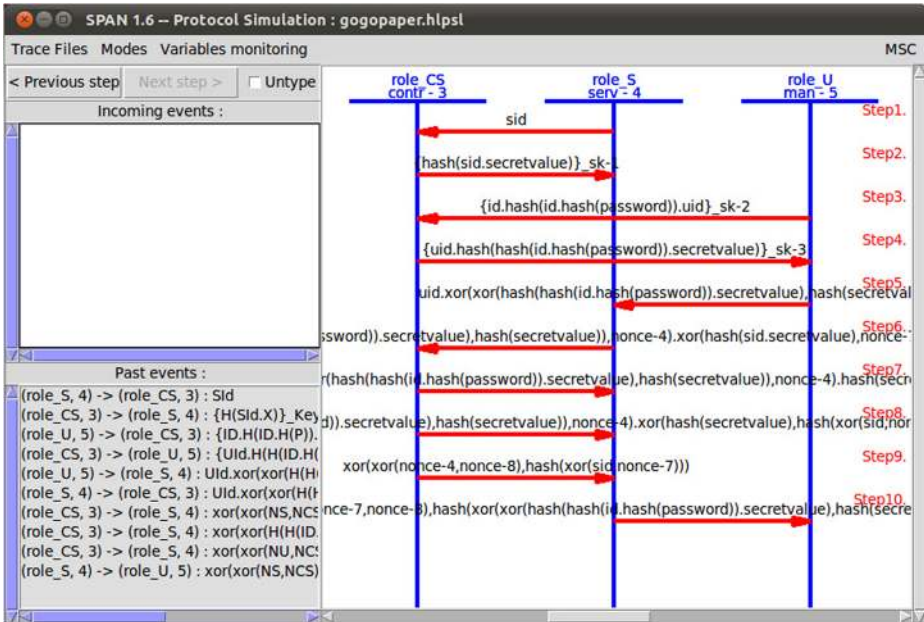 SPAN 1.6 -- Protocol Simulation : gogopaper.hlpsl
Trace Files Modes Variables monitoring MSC
< Previous step Next step > Untype
Incoming events :
Past events :
(role_S, 4) -> (role_CS, 3) : SId
(role_CS, 3) -> (role_S, 4) : {H(SId.X)}_Key
(role_U, 5) -> (role_CS, 3) : {ID.H(ID.H(P)).
(role_CS, 3) -> (role_U, 5) : {UId.H(H(ID.H(
(role_U, 5) -> (role_S, 4) : UId.xor(xor(H(H(
(role_S, 4) -> (role_CS, 3) : UId.xor(xor(H(H
(role_CS, 3) -> (role_S, 4) : xor(xor(NS,NCS
(role_CS, 3) -> (role_S, 4) : xor(xor(H(H(ID.
(role_CS, 3) -> (role_S, 4) : xor(xor(NU,NCS
(role_S, 4) -> (role_U, 5) : xor(xor(NS,NCS)
role_CS
contr - 3
role_S
serv - 4
role_U
man - 5
Step1.
sid
Step2.
{hash(sid.secretvalue)}_sk-1
Step3.
{id.hash(id.hash(password)).uid}_sk-2
Step4.
{uid.hash(hash(id.hash(password)).secretvalue)}_sk-3
Step5.
uid.xor(xor(hash(hash(id.hash(password)).secretvalue),hash(secretval
Step6.
ssword)).secretvalue),hash(secretvalue)),nonce-4).xor(hash(sid.secretvalue),nonce-
Step7.
r(hash(hash(id.hash(password)).secretvalue),hash(secretvalue)),nonce-4).hash(secr
Step8.
d)).secretvalue),hash(secretvalue)),nonce-4).xor(hash(secretvalue),hash(xor(sid,nor
Step9.
xor(xor(nonce-4,nonce-8),hash(xor(sid,nonce-7)))
Step10.
nce-7,nonce-8),hash(xor(xor(hash(hash(id.hash(password)).secretvalue),hash(secre